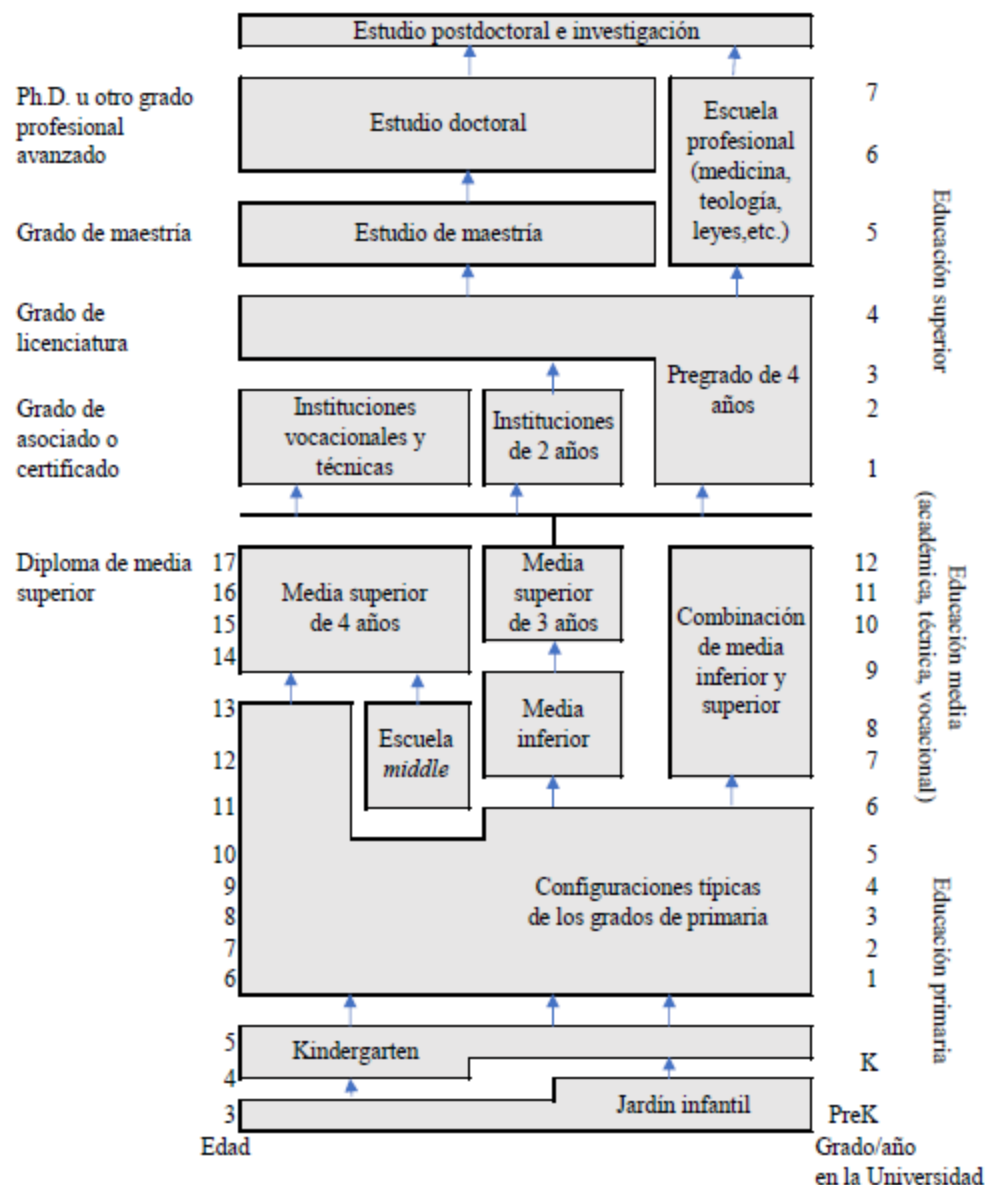 Estudio postdoctoral e investigación
Ph.D. u otro grado
profesional
avanzado
Estudio doctoral
Escuela
profesional
(medicina,
teología,
leyes,etc.)
7
6
Grado de maestría
Estudio de maestría
5
Grado de
licenciatura
4
3
Pregrado de 4
años
Grado de
asociado o
certificado
Instituciones
vocacionales y
técnicas
Instituciones
de 2 años
2
1
Educación superior
Diploma de media
superior
17
16
15
14
Media superior
de 4 años
Media
superior
de 3 años
Combinación
de media
inferior y
superior
12
11
10
9
13
12
11
Escuela
middle
Media
inferior
8
7
6
Educación media
(académica, técnica, vocacional)
10
9
8
7
6
Configuraciones típicas
de los grados de primaria
5
4
3
2
1
Educación primaria
5
4
Kindergarten
K
3
Jardín infantil
PreK
Edad
Grado/año
en la Universidad